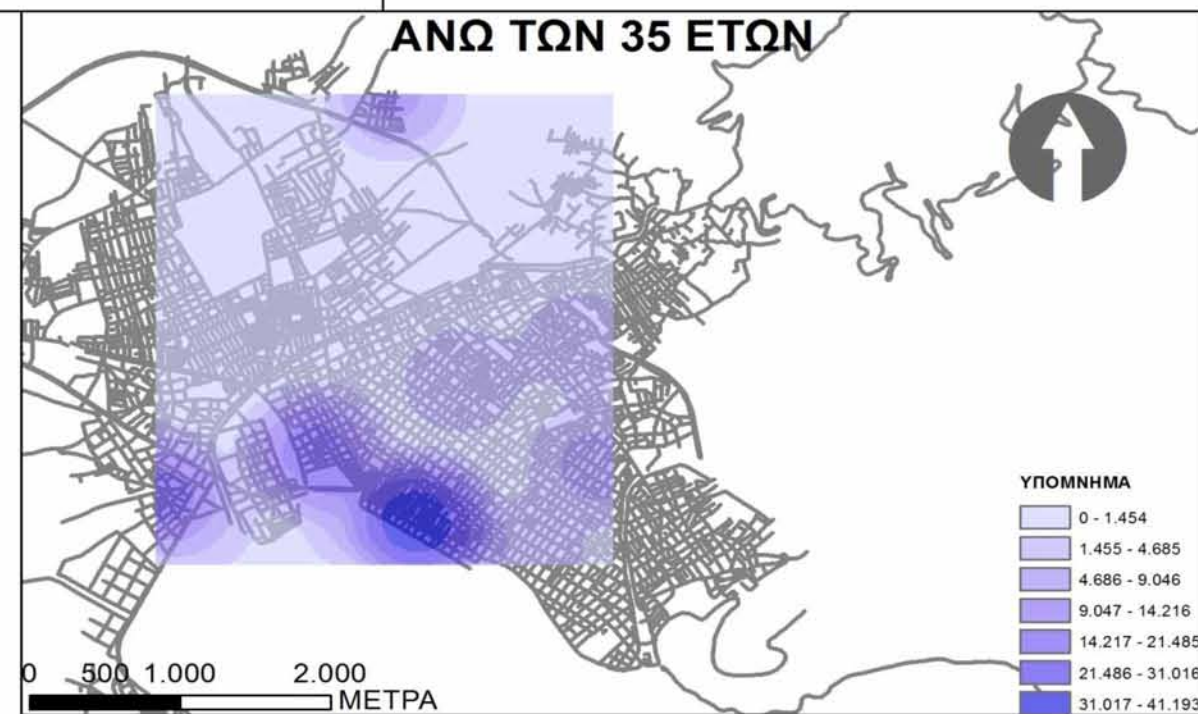 ΑΝΩ ΤΩΝ 35 ΕΤΩΝ
ΥΠΟΜΝΗΜΑ
0 - 1.454
1.455 - 4.685
4.686 - 9.046
9.047 - 14.216
14.217 - 21.485
21.486 - 31.016
31.017 - 41.193
0 500 1.000 2.000
ΜΕΤΡΑ